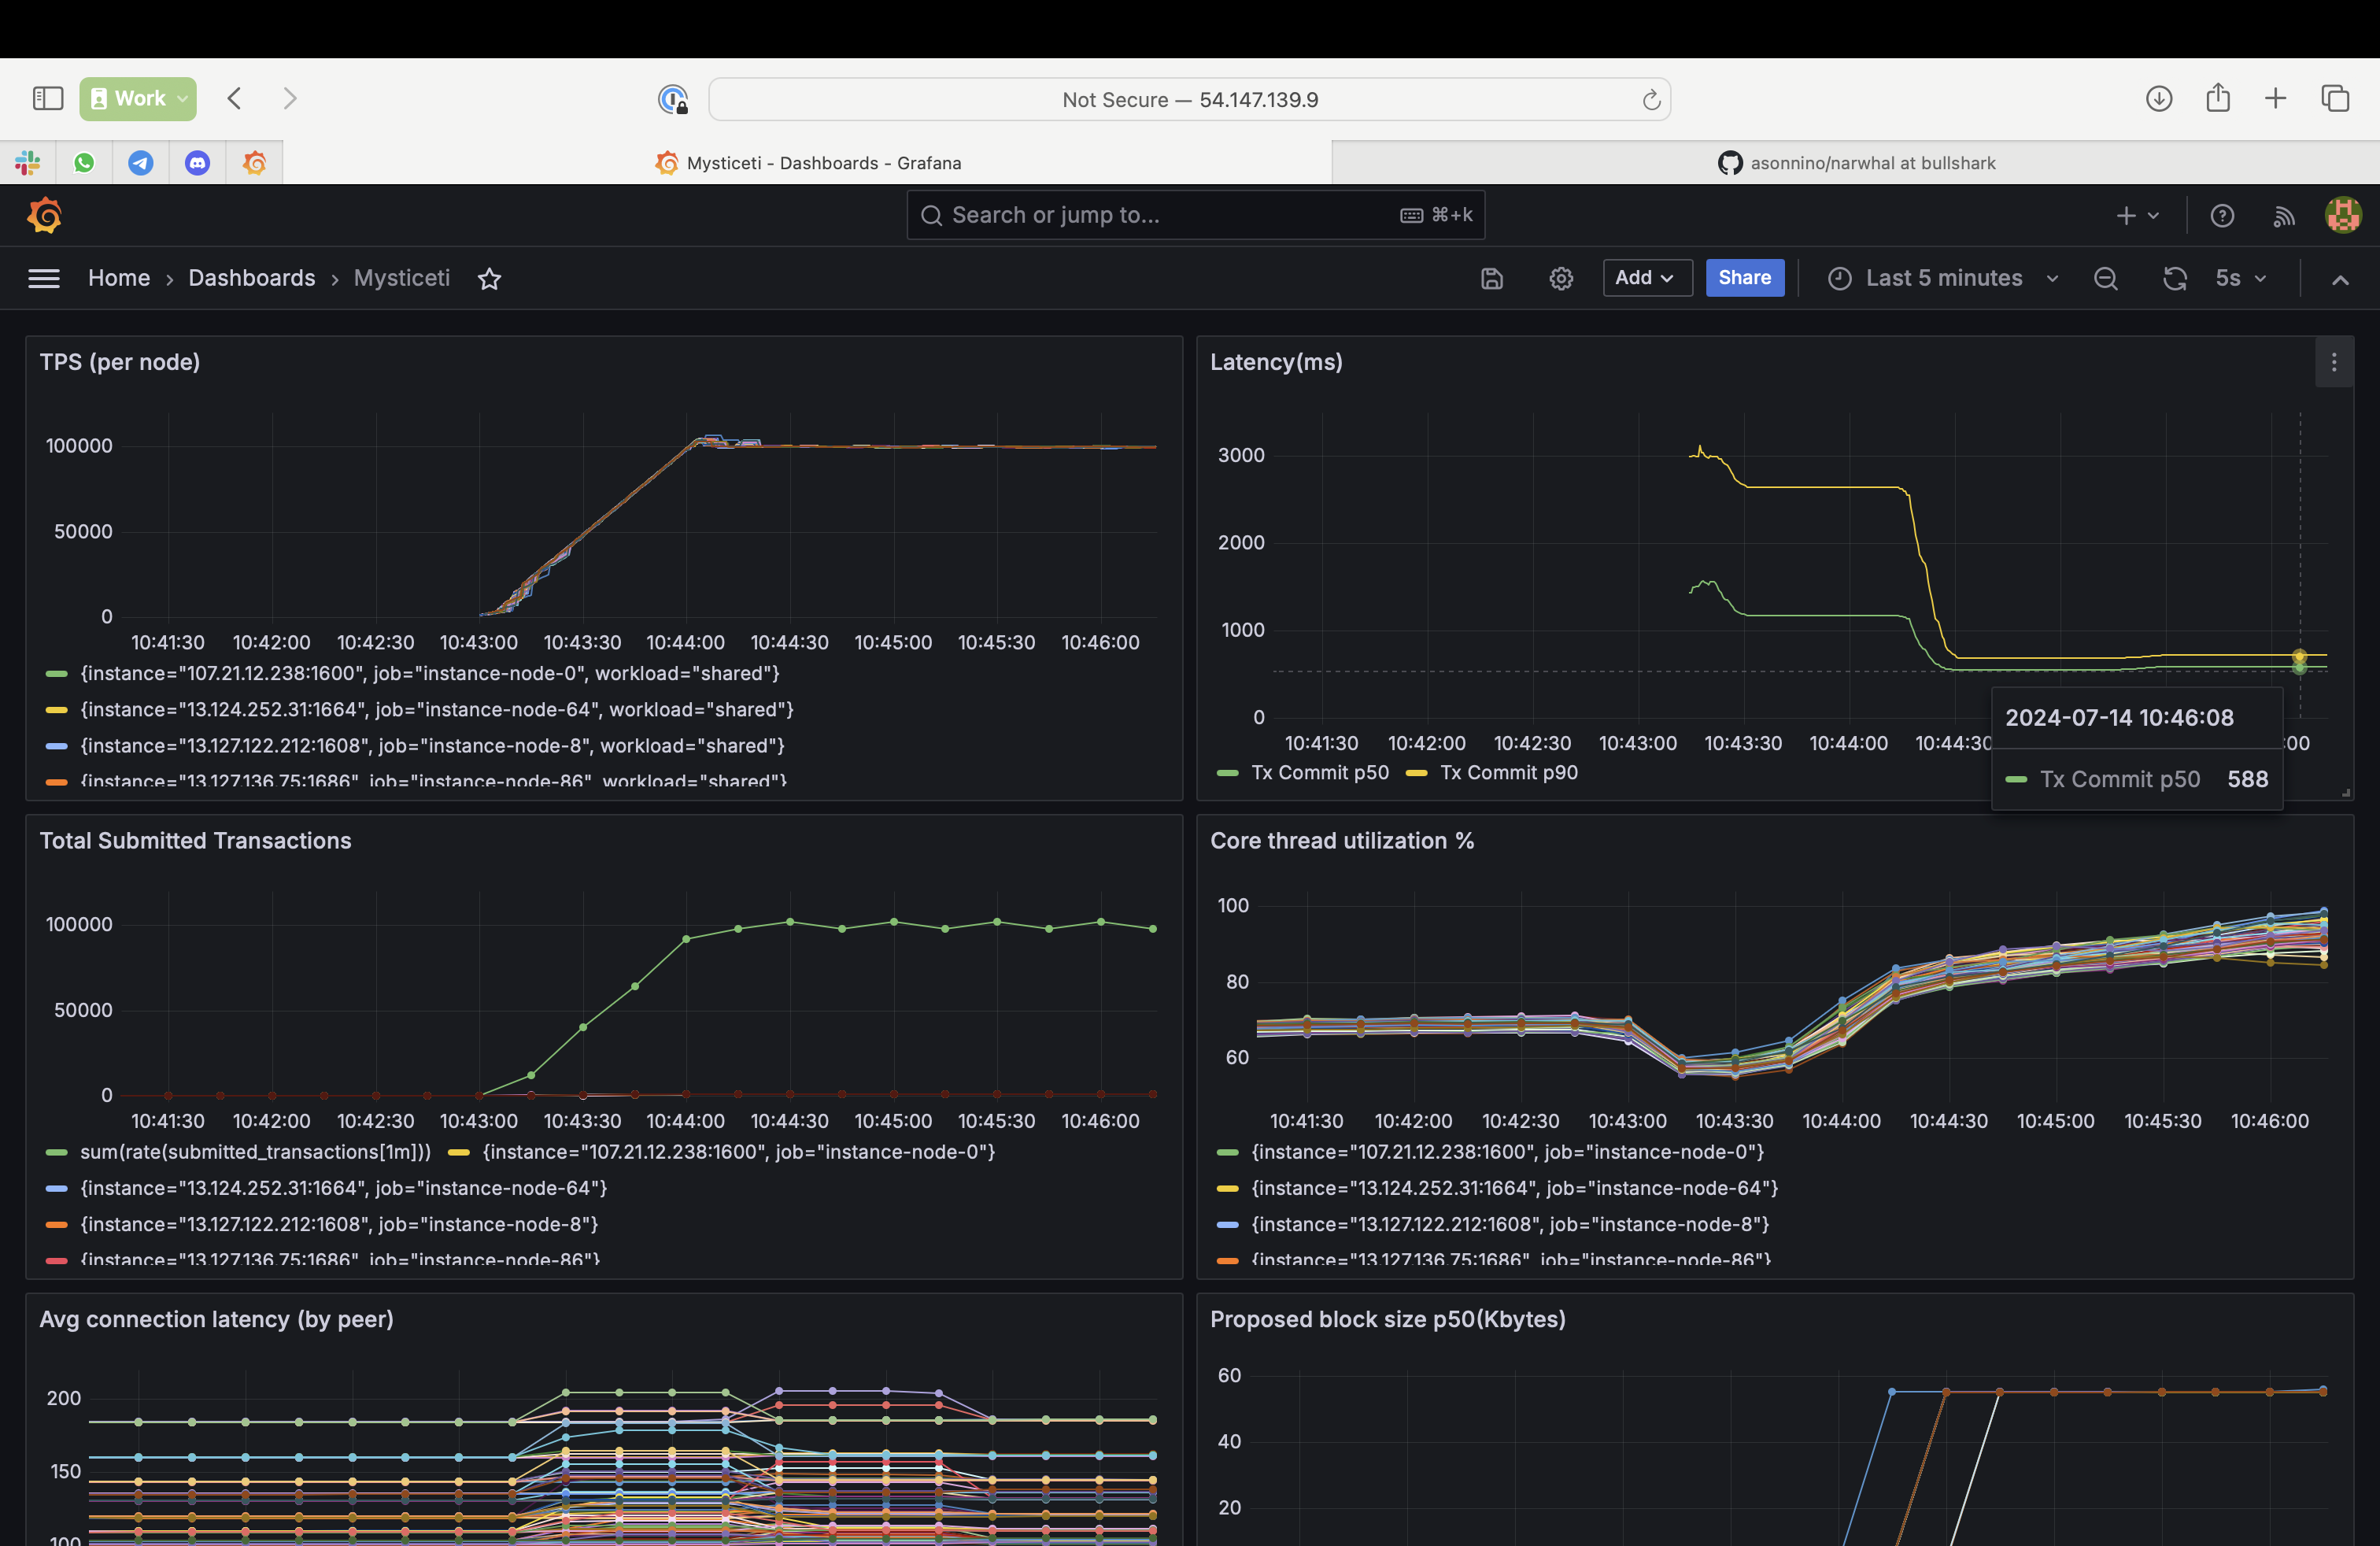 Work
Not Secure — 54.147.139.9
Mysticeti - Dashboards - Grafana
asonnino/narwhal at bullshark
Search or jump to...
⌘+k
Home › Dashboards › Mysticeti
Add
Share
Last 5 minutes
5s
TPS (per node)
100000
50000
0
10:41:30 10:42:00 10:42:30 10:43:00 10:43:30 10:44:00 10:44:30 10:45:00 10:45:30 10:46:00
{instance="107.21.12.238:1600", job="instance-node-0", workload="shared"}
{instance="13.124.252.31:1664", job="instance-node-64", workload="shared"}
{instance="13.127.122.212:1608", job="instance-node-8", workload="shared"}
{instance="13.127.136.75:1686", job="instance-node-86", workload="shared"}
Latency(ms)
3000
2000
1000
0
10:41:30 10:42:00 10:42:30 10:43:00 10:43:30 10:44:00 10:44:30 :00
Tx Commit p50 Tx Commit p90
2024-07-14 10:46:08
Tx Commit p50 588
Total Submitted Transactions
100000
50000
0
10:41:30 10:42:00 10:42:30 10:43:00 10:43:30 10:44:00 10:44:30 10:45:00 10:45:30 10:46:00
sum(rate(submitted_transactions[1m])) {instance="107.21.12.238:1600", job="instance-node-0"}
{instance="13.124.252.31:1664", job="instance-node-64"}
{instance="13.127.122.212:1608", job="instance-node-8"}
{instance="13.127.136.75:1686", job="instance-node-86"}
Core thread utilization %
100
80
60
10:41:30 10:42:00 10:42:30 10:43:00 10:43:30 10:44:00 10:44:30 10:45:00 10:45:30 10:46:00
{instance="107.21.12.238:1600", job="instance-node-0"}
{instance="13.124.252.31:1664", job="instance-node-64"}
{instance="13.127.122.212:1608", job="instance-node-8"}
{instance="13.127.136.75:1686", job="instance-node-86"}
Avg connection latency (by peer)
200
150
100
Proposed block size p50(Kbytes)
60
40
20